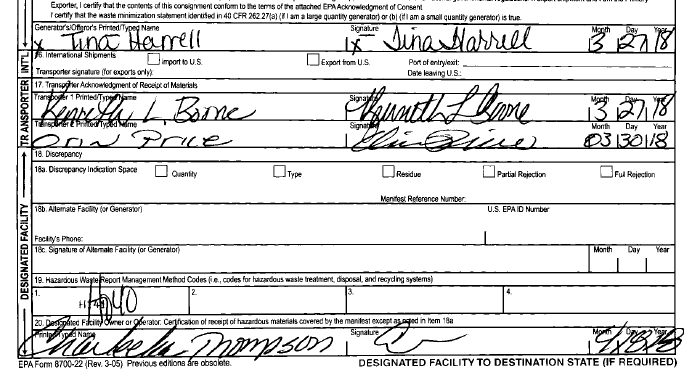 Exporter, I certify that the contents of this consignment conform to the terms of the attached EPA Acknowledgment of Consent.
I certify that the waste minimization statement identified in 40 CFR 262.27(a) (if I am a large quantity generator) or (b) (if I am a small quantity generator) is true.
Generator's/Offeror's Printed/Typed Name Signature Month Day Year
x Tina Harrell x Tina Harrell 3 27 18
16. International Shipments Import to U.S. Export from U.S. Port of entry/exit:
Transporter signature (for exports only): Date leaving U.S.:
INT'L
17. Transporter Acknowledgment of Receipt of Materials
Transporter 1 Printed/Typed Name Signature Month Day Year
Kenneth L. Borne Kenneth L Borne 3 27 18
Transporter 2 Printed/Typed Name Signature Month Day Year
Orin Price 03 30 18
TRANSPORTER
18. Discrepancy
18a. Discrepancy Indication Space Quantity Type Residue Partial Rejection Full Rejection
Manifest Reference Number:
18b. Alternate Facility (or Generator) U.S. EPA ID Number
Facility's Phone:
18c. Signature of Alternate Facility (or Generator) Month Day Year
19. Hazardous Waste Report Management Method Codes (i.e., codes for hazardous waste treatment, disposal, and recycling systems)
1. 2. 3. 4.
H040
20. Designated Facility Owner or Operator: Certification of receipt of hazardous materials covered by the manifest except as noted in Item 18a
Printed/Typed Name Signature Month Day Year
Thompson
DESIGNATED FACILITY
EPA Form 8700-22 (Rev. 3-05) Previous editions are obsolete. DESIGNATED FACILITY TO DESTINATION STATE (IF REQUIRED)